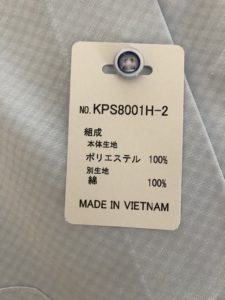 NO. KPS8001H-2
組成
本体生地
ポリエステル 100%
別生地
綿 100%
MADE IN VIETNAM